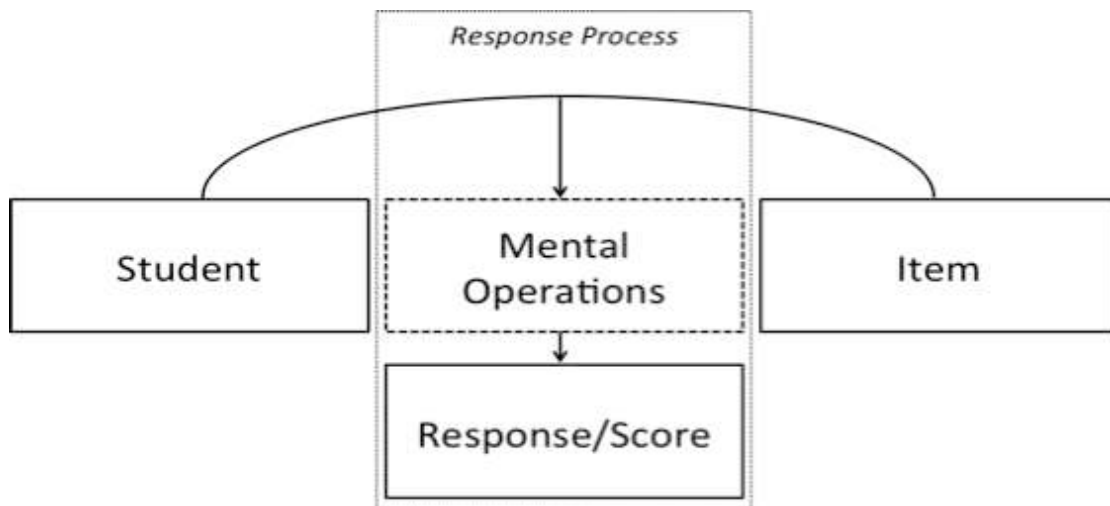 Response Process
Student
Mental
Operations
Item
Response/Score